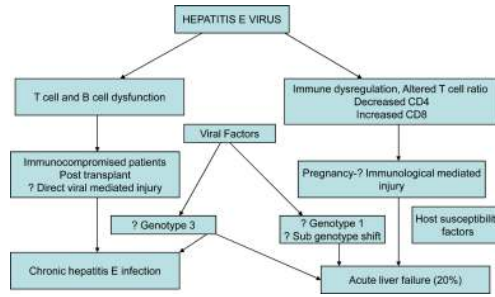 HEPATITIS E VIRUS
T cell and B cell dysfunction
Immune dysregulation, Altered T cell ratio
Decreased CD4
Increased CD8
Viral Factors
Immunocompromised patients
Post transplant
? Direct viral mediated injury
Pregnancy-? Immunological mediated
injury
? Genotype 3
? Genotype 1
? Sub genotype shift
Host susceptibility
factors
Chronic hepatitis E infection
Acute liver failure (20%)